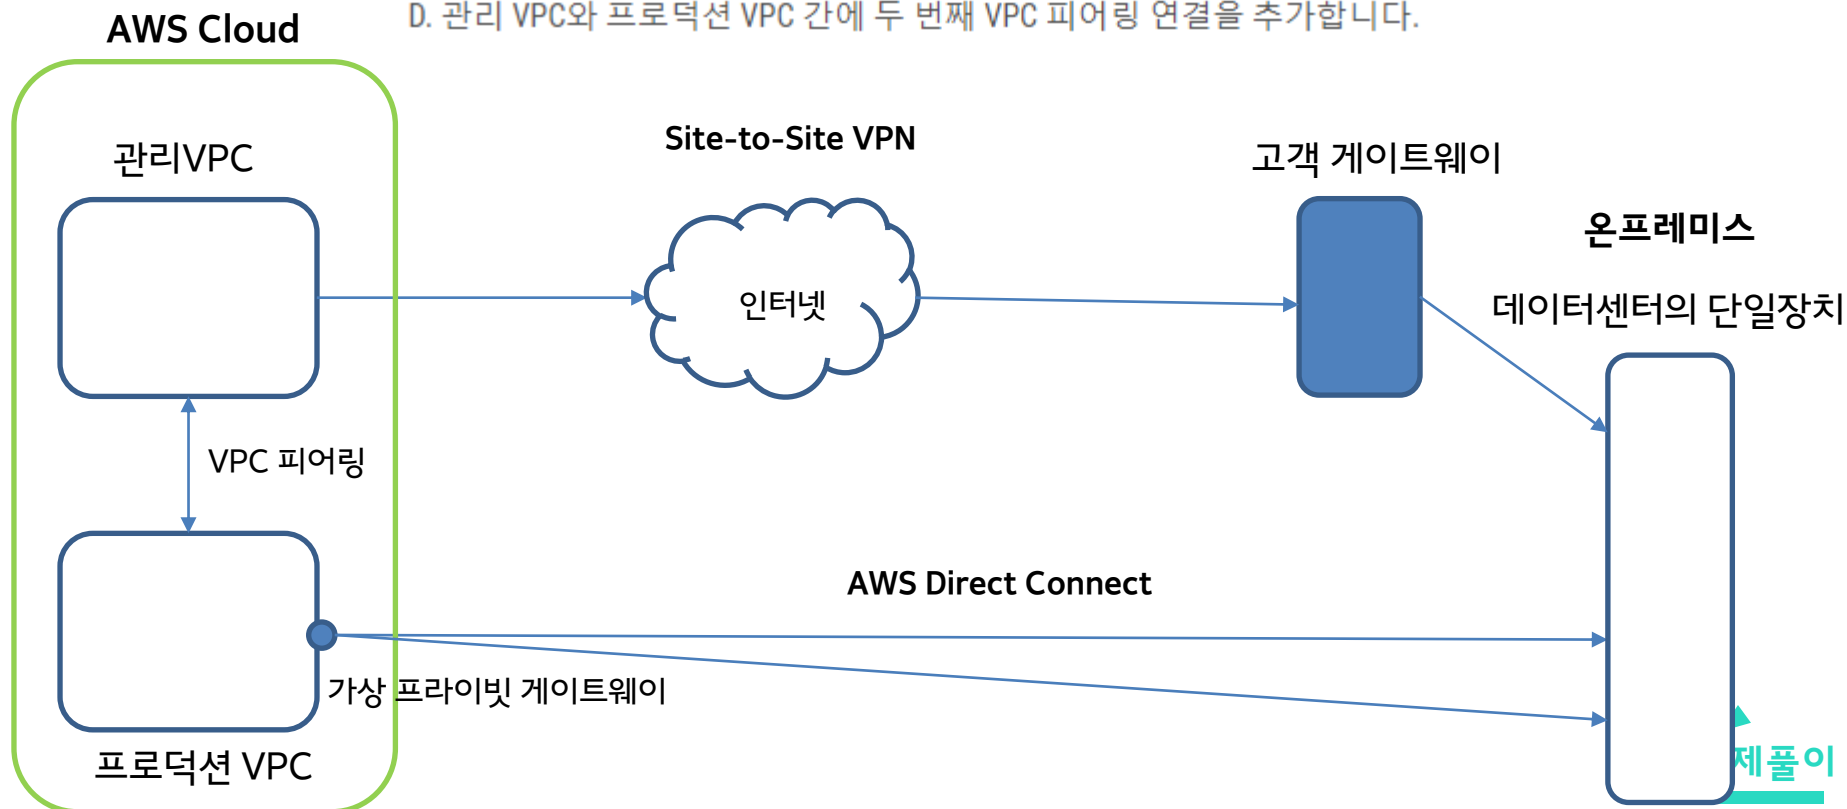 D. 관리 VPC와 프로덕션 VPC 간에 두 번째 VPC 피어링 연결을 추가합니다.
AWS Cloud
관리VPC
Site-to-Site VPN
고객 게이트웨이
온프레미스
인터넷
데이터센터의 단일장치
VPC 피어링
AWS Direct Connect
가상 프라이빗 게이트웨이
프로덕션 VPC
제풀이